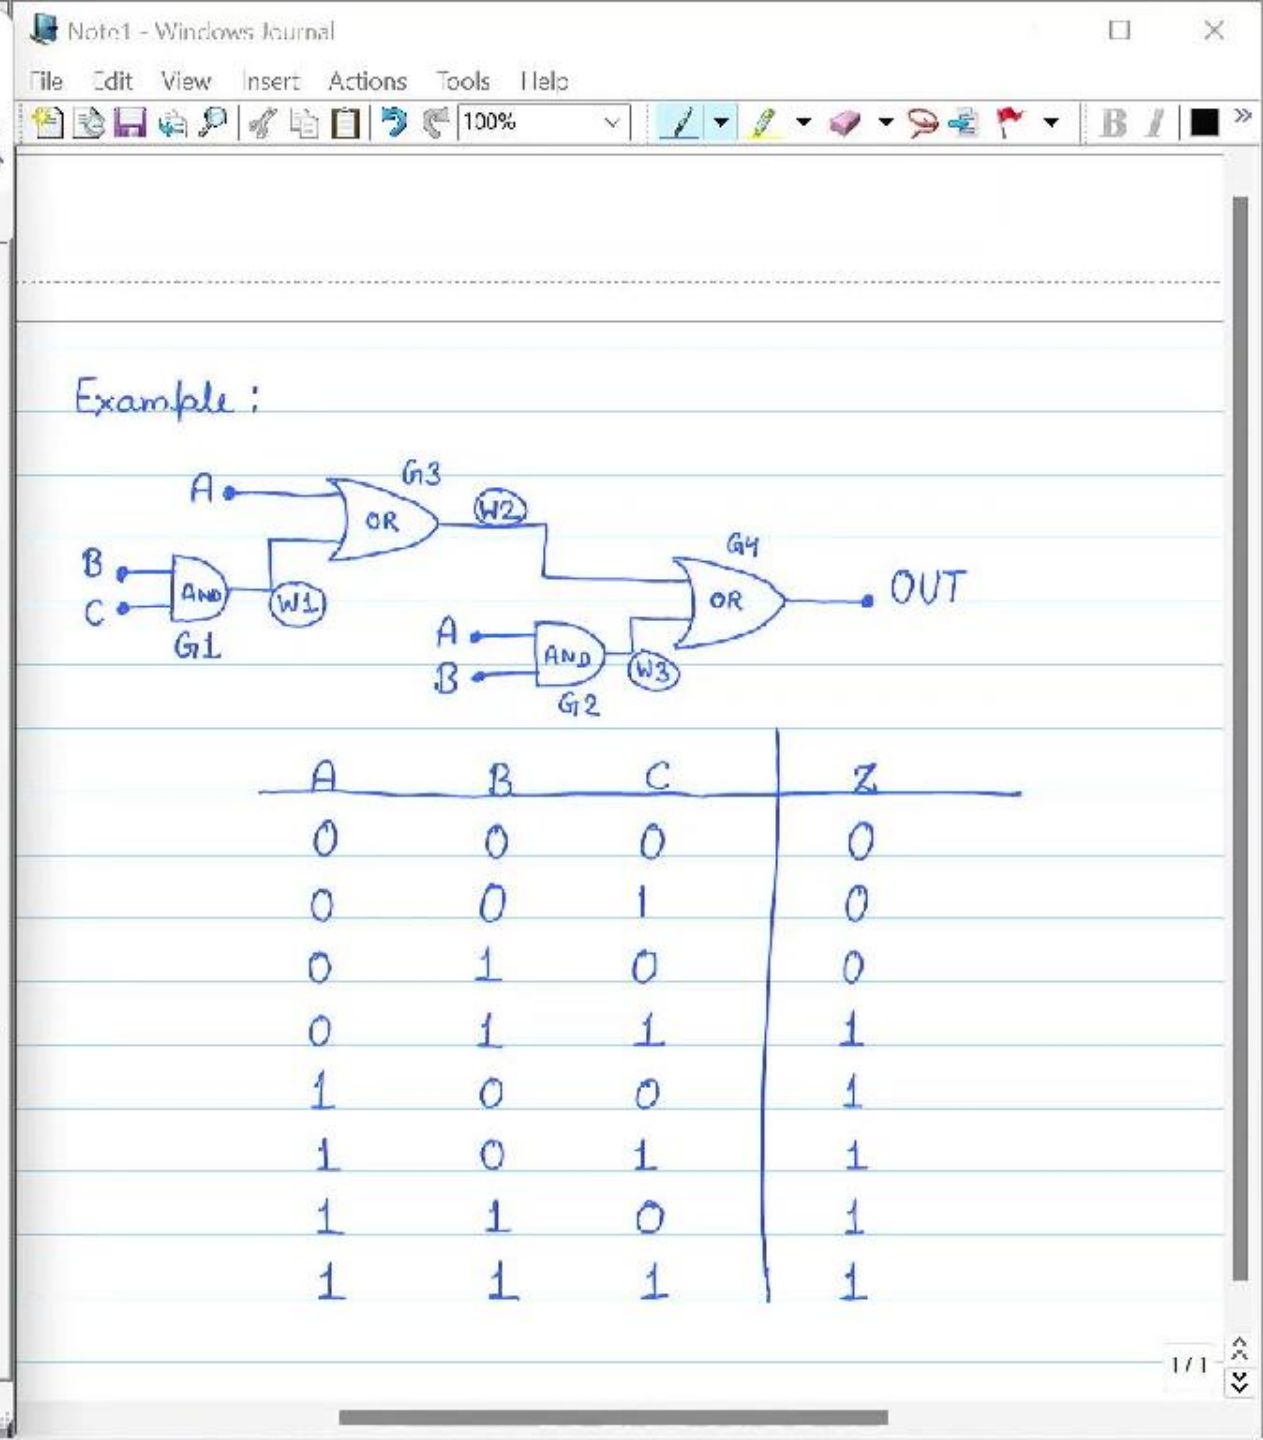 Note1 - Windows Journal
File Edit View Insert Actions Tools Help
100%
B I
Example :
G3
A
OR
W2
G4
B
C
AND
W1
G1
OR
OUT
A
B
AND
W3
G2
A B C Z
0 0 0 0
0 0 1 0
0 1 0 0
0 1 1 1
1 0 0 1
1 0 1 1
1 1 0 1
1 1 1 1
1 / 1